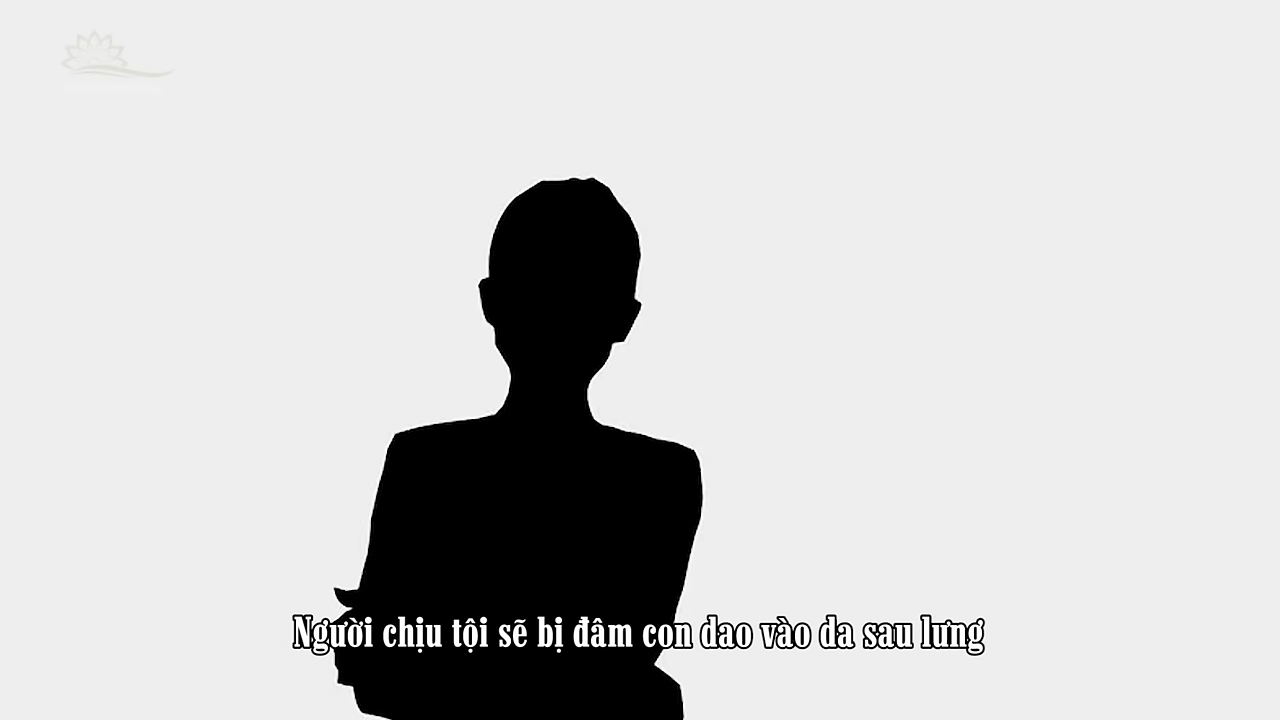 Người chịu tội sẽ bị đâm con dao vào da sau lưng